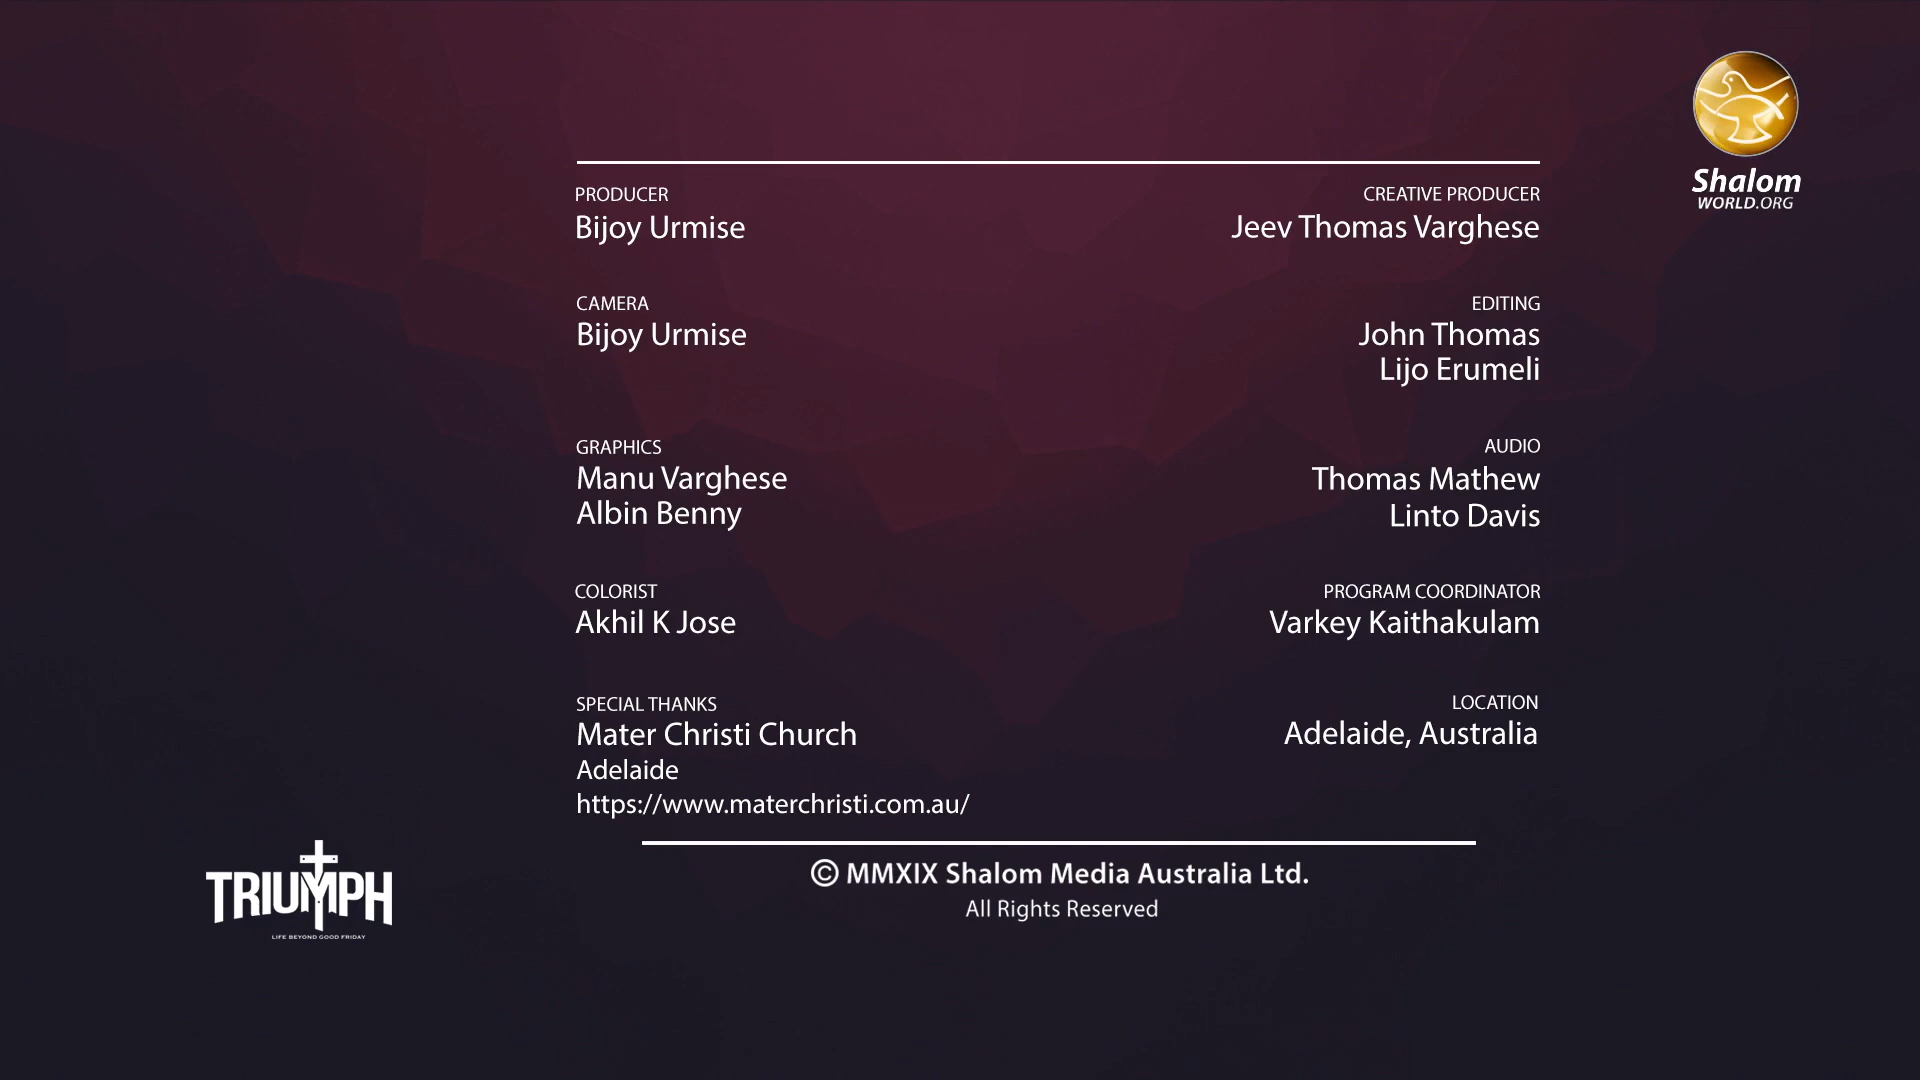 Shalom
WORLD.ORG
PRODUCER
Bijoy Urmise
CREATIVE PRODUCER
Jeev Thomas Varghese
CAMERA
Bijoy Urmise
EDITING
John Thomas
Lijo Erumeli
GRAPHICS
Manu Varghese
Albin Benny
AUDIO
Thomas Mathew
Linto Davis
COLORIST
Akhil K Jose
PROGRAM COORDINATOR
Varkey Kaithakulam
SPECIAL THANKS
Mater Christi Church
Adelaide
https://www.materchristi.com.au/
LOCATION
Adelaide, Australia
TRIUMPH
LIFE BEYOND GOOD FRIDAY
© MMXIX Shalom Media Australia Ltd.
All Rights Reserved